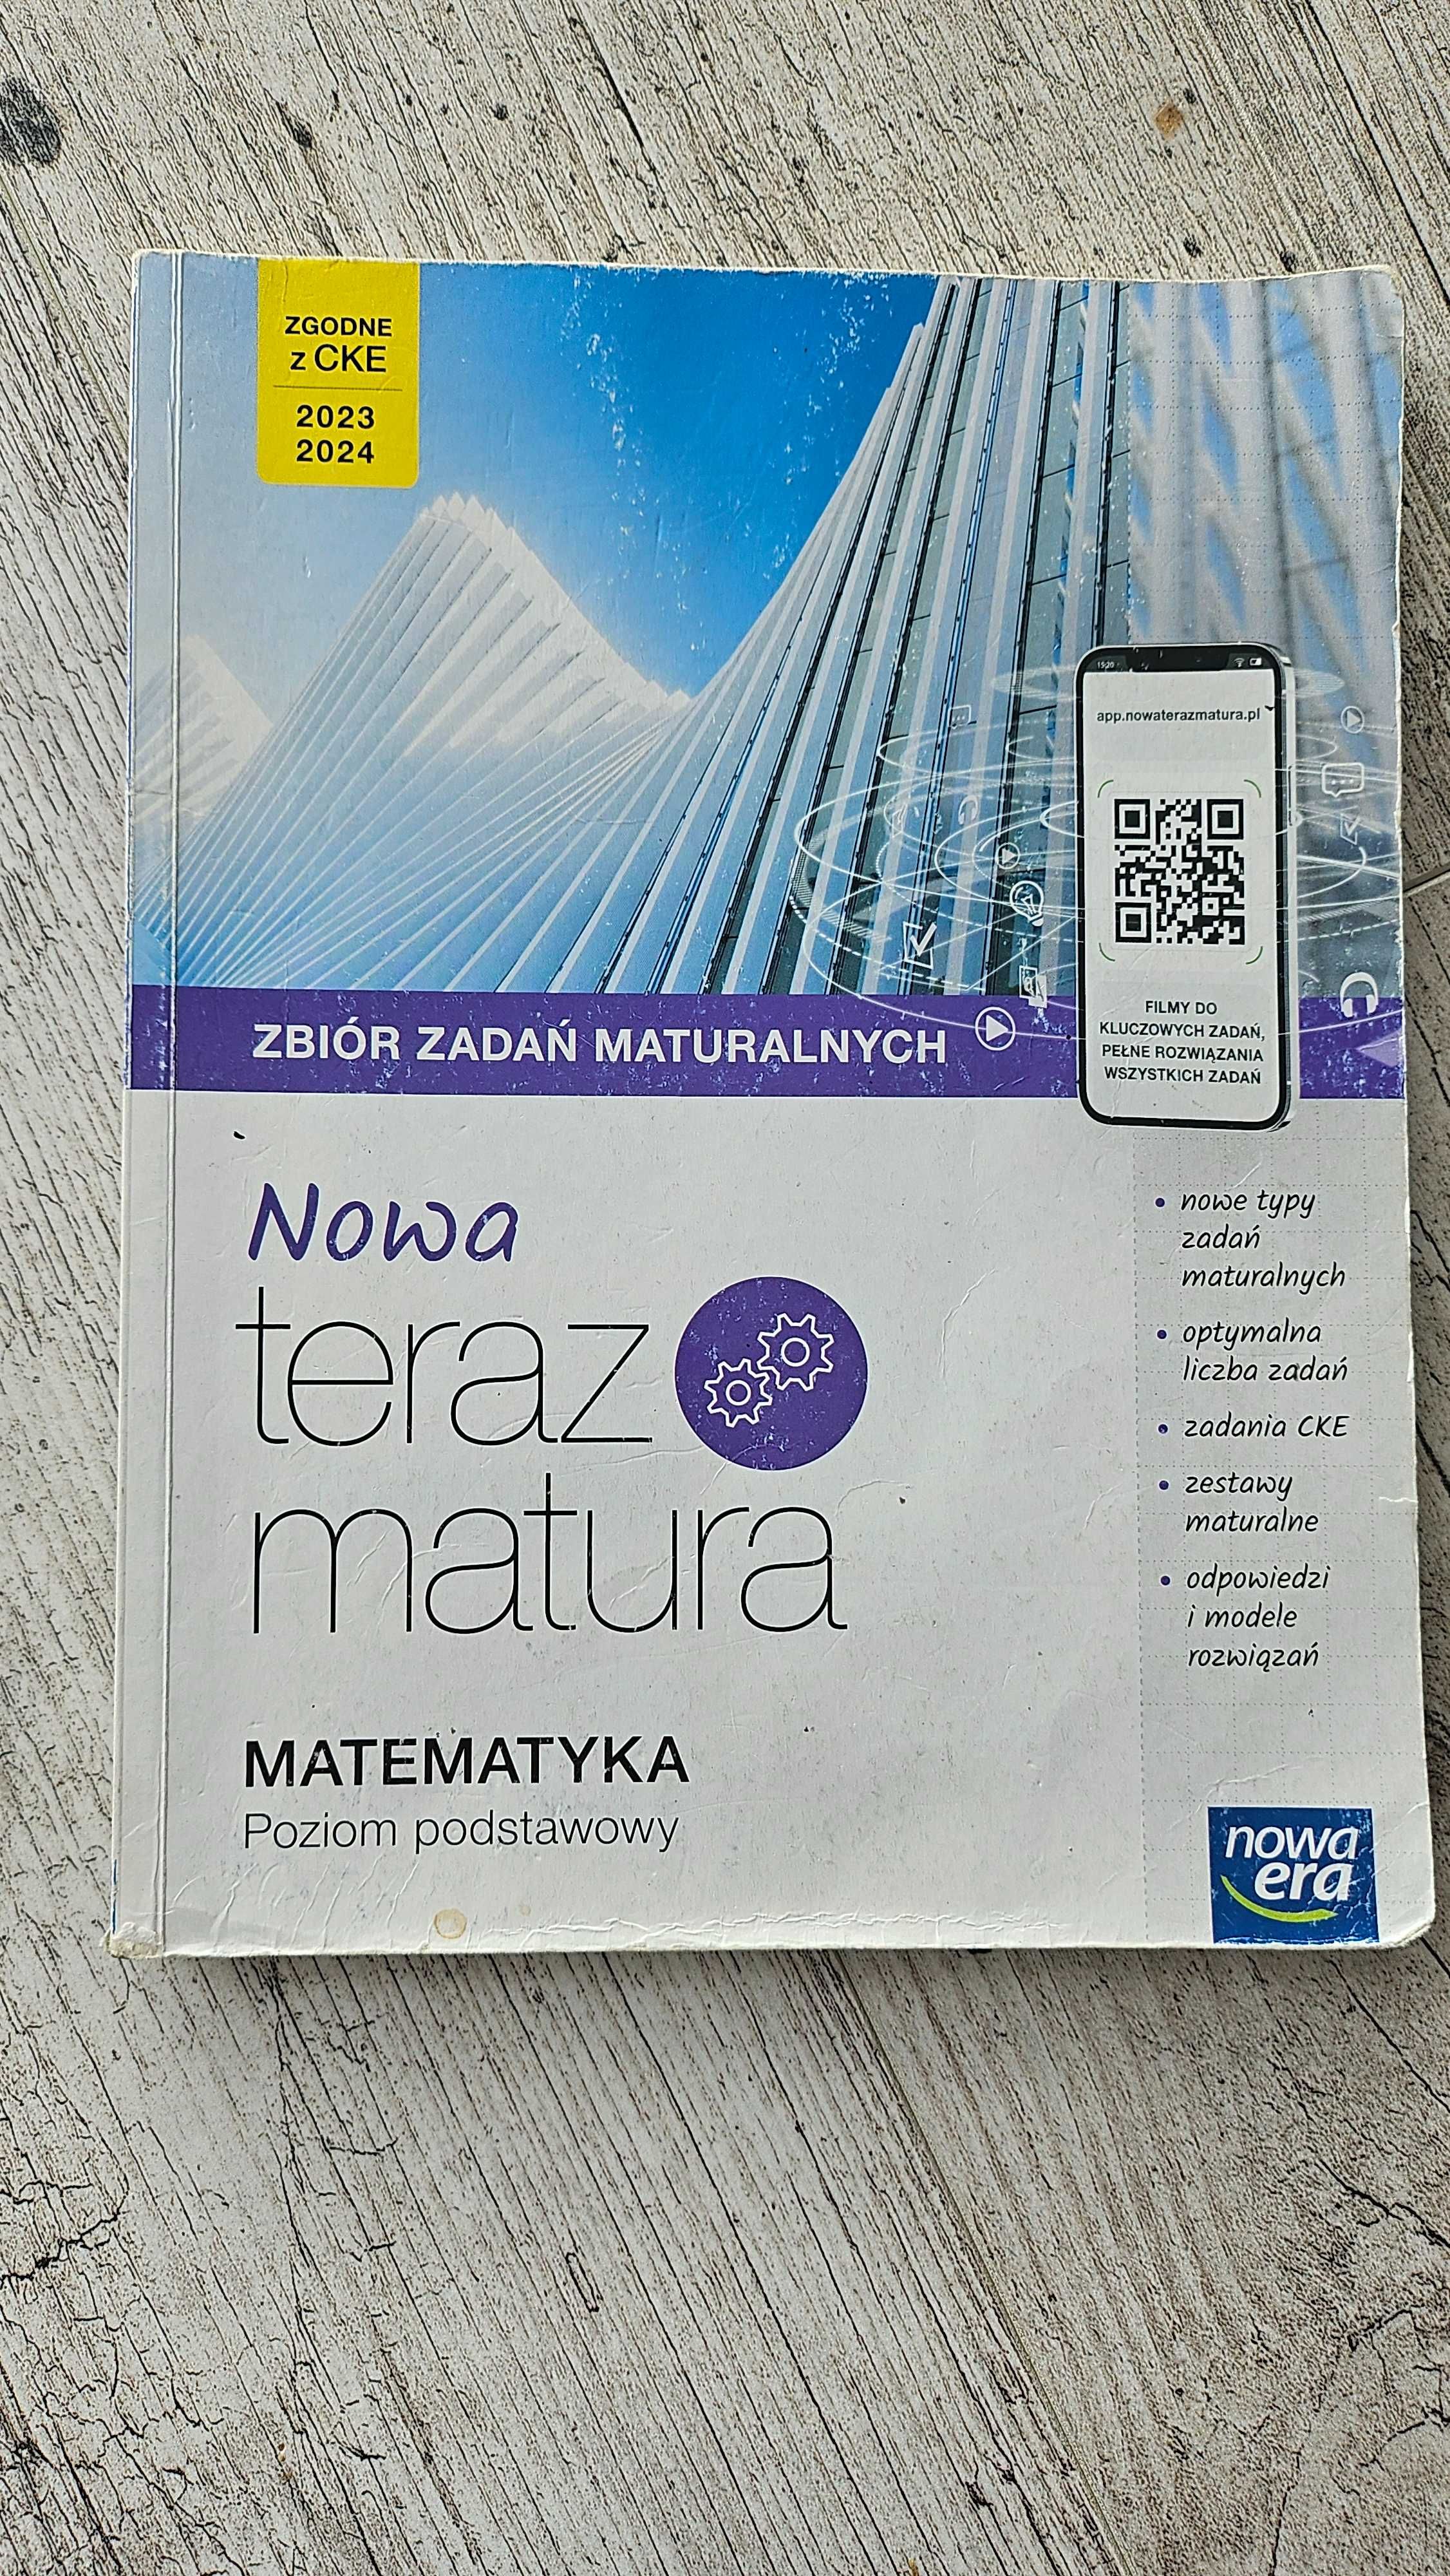 ZGODNE
z CKE
2023
2024
15:20
app.nowaterazmatura.pl
FILMY DO
KLUCZOWYCH ZADAŃ,
PEŁNE ROZWIĄZANIA
WSZYSTKICH ZADAŃ
ZBIÓR ZADAŃ MATURALNYCH
Nowa
teraz
matura
• nowe typy
zadań
maturalnych
• optymalna
liczba zadań
• zadania CKE
• zestawy
maturalne
• odpowiedzi
i modele
rozwiązań
MATEMATYKA
Poziom podstawowy
nowa
era